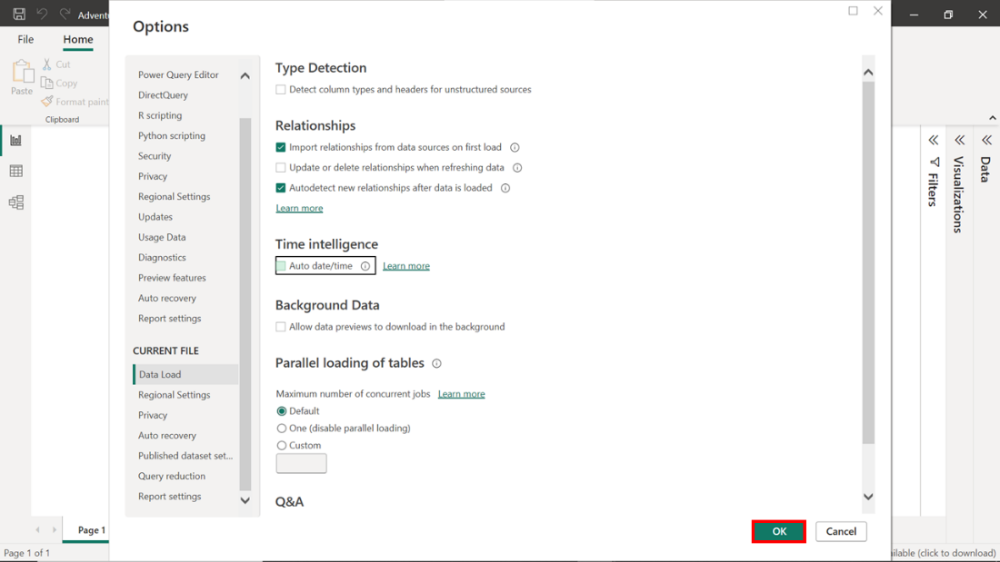 Adventu
File
Home
Paste
Cut
Copy
Format paint
Clipboard
Options
Power Query Editor
DirectQuery
R scripting
Python scripting
Security
Privacy
Regional Settings
Updates
Usage Data
Diagnostics
Preview features
Auto recovery
Report settings
CURRENT FILE
Data Load
Regional Settings
Privacy
Auto recovery
Published dataset set...
Query reduction
Report settings
Type Detection
Detect column types and headers for unstructured sources
Relationships
Import relationships from data sources on first load
Update or delete relationships when refreshing data
Autodetect new relationships after data is loaded
Learn more
Time intelligence
Auto date/time Learn more
Background Data
Allow data previews to download in the background
Parallel loading of tables
Maximum number of concurrent jobs Learn more
Default
One (disable parallel loading)
Custom
Q&A
OK
Cancel
Filters
Visualizations
Data
Page 1
Page 1 of 1
ilable (click to download)